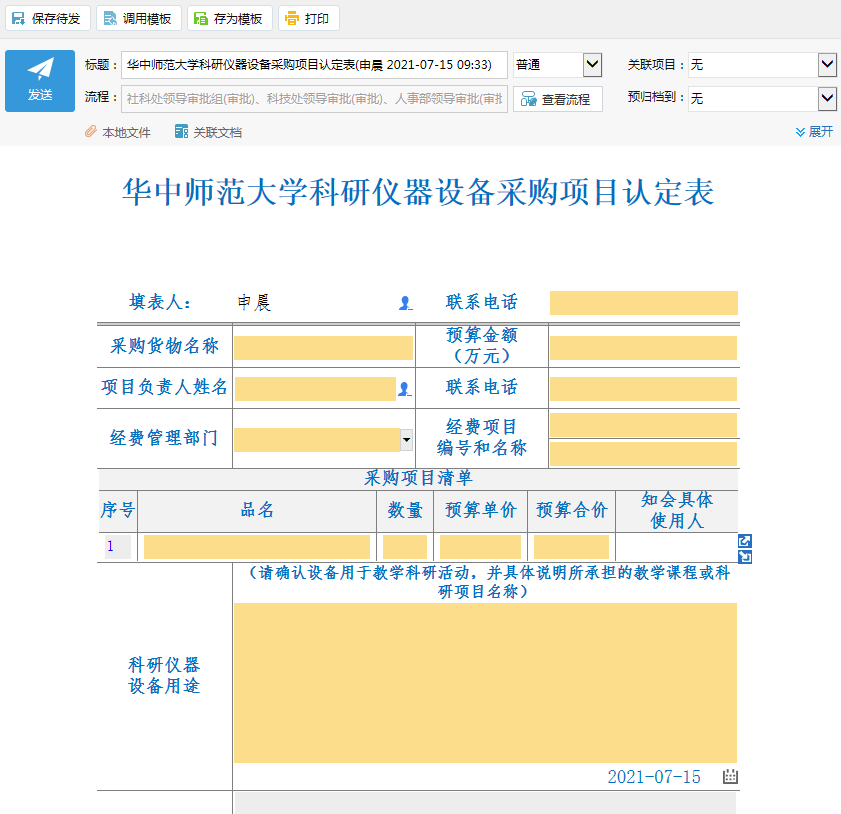 保存待发 调用模板 存为模板 打印
发送
标题： 华中师范大学科研仪器设备采购项目认定表(申晨 2021-07-15 09:33) 普通 关联项目： 无
流程： 社科处领导审批组(审批)、科技处领导审批(审批)、人事部领导审批(审批 查看流程 预归档到： 无
本地文件 关联文档 展开
华中师范大学科研仪器设备采购项目认定表
填表人： 申晨 联系电话
采购货物名称 预算金额
（万元）
项目负责人姓名 联系电话
经费管理部门 经费项目
编号和名称
采购项目清单
序号 品名 数量 预算单价 预算合价 知会具体
使用人
1
（请确认设备用于教学科研活动，并具体说明所承担的教学课程或科
研项目名称）
科研仪器
设备用途
2021-07-15